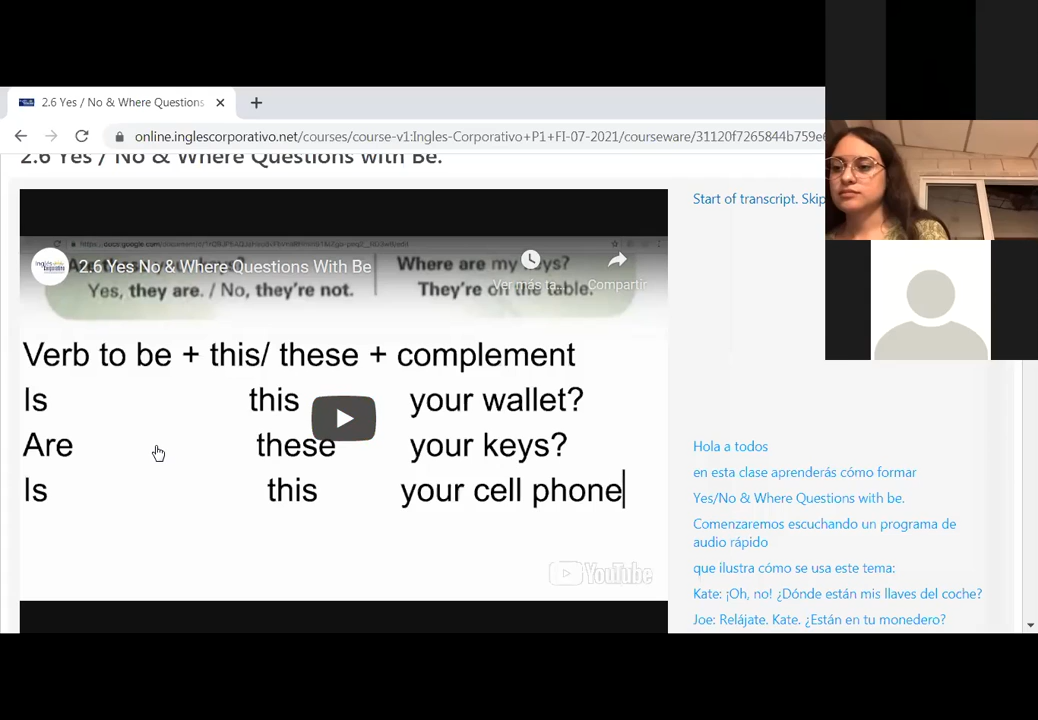 2.6 Yes / No & Where Questions
online.inglescorporativo.net/courses/course-v1:Ingles-Corporativo+P1+FI-07-2021/courseware/31120f7265844b759e
2.6 Yes / No & Where Questions with Be.
2.6 Yes No & Where Questions With Be
Where are my keys?
Yes, they are. / No, they're not.
They're on the table.
Ver más ta...
Compartir
Verb to be + this/ these + complement
Is this your wallet?
Are these your keys?
Is this your cell phone
YouTube
Start of transcript. Skip
Hola a todos
en esta clase aprenderás cómo formar
Yes/No & Where Questions with be.
Comenzaremos escuchando un programa de
audio rápido
que ilustra cómo se usa este tema:
Kate: ¡Oh, no! ¿Dónde están mis llaves del coche?
Joe: Relájate. Kate. ¿Están en tu monedero?